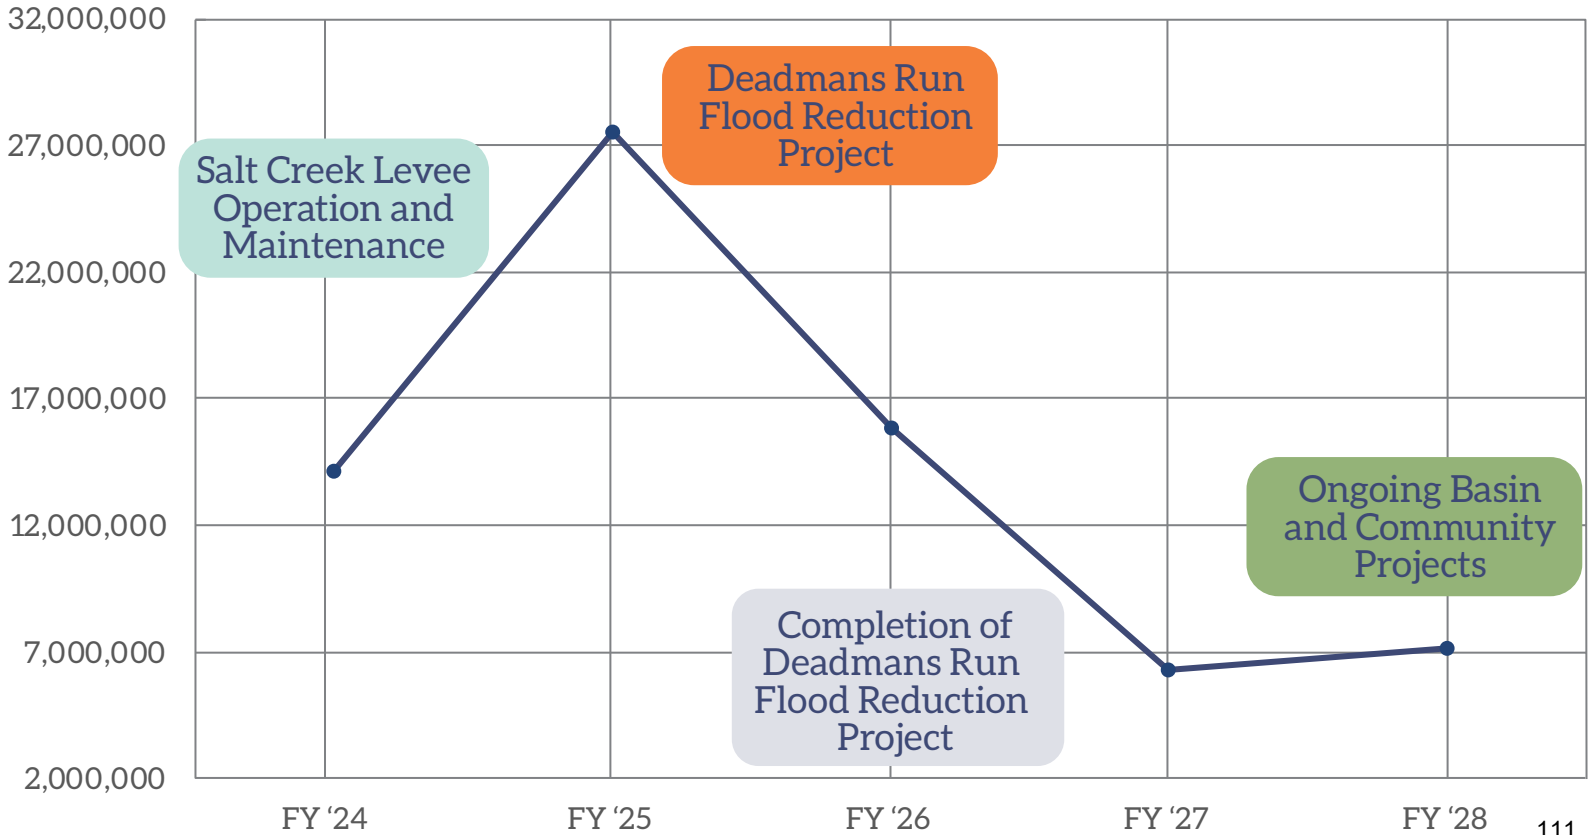 32,000,000
27,000,000
22,000,000
17,000,000
12,000,000
7,000,000
2,000,000
Salt Creek Levee
Operation and
Maintenance
Deadmans Run
Flood Reduction
Project
Completion of
Deadmans Run
Flood Reduction
Project
Ongoing Basin
and Community
Projects
FY ‘24
FY ‘25
FY ‘26
FY ‘27
FY ‘28
111